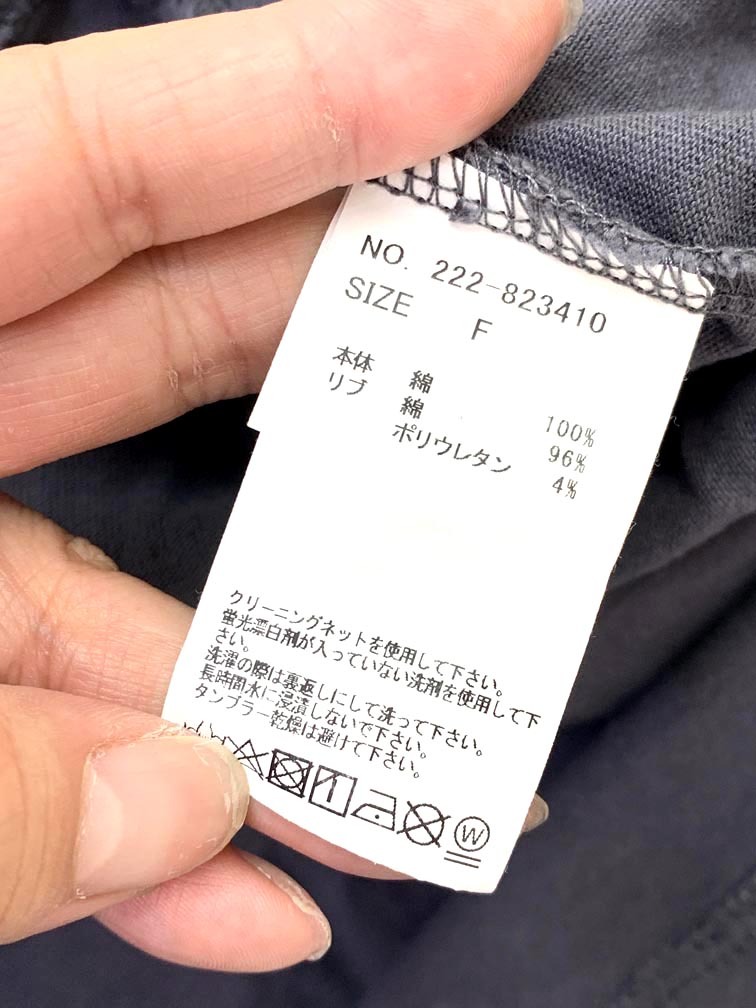 NO. 222-823410
SIZE F
本体 綿 100%
リブ 綿 96%
ポリウレタン 4%
クリーニングネットを使用して下さい。
蛍光漂白剤が入っていない洗剤を使用して下
さい。
洗濯の際は裏返しにして洗って下さい。
長時間水に浸漬しないで下さい。
タンブラー乾燥は避けて下さい。
W